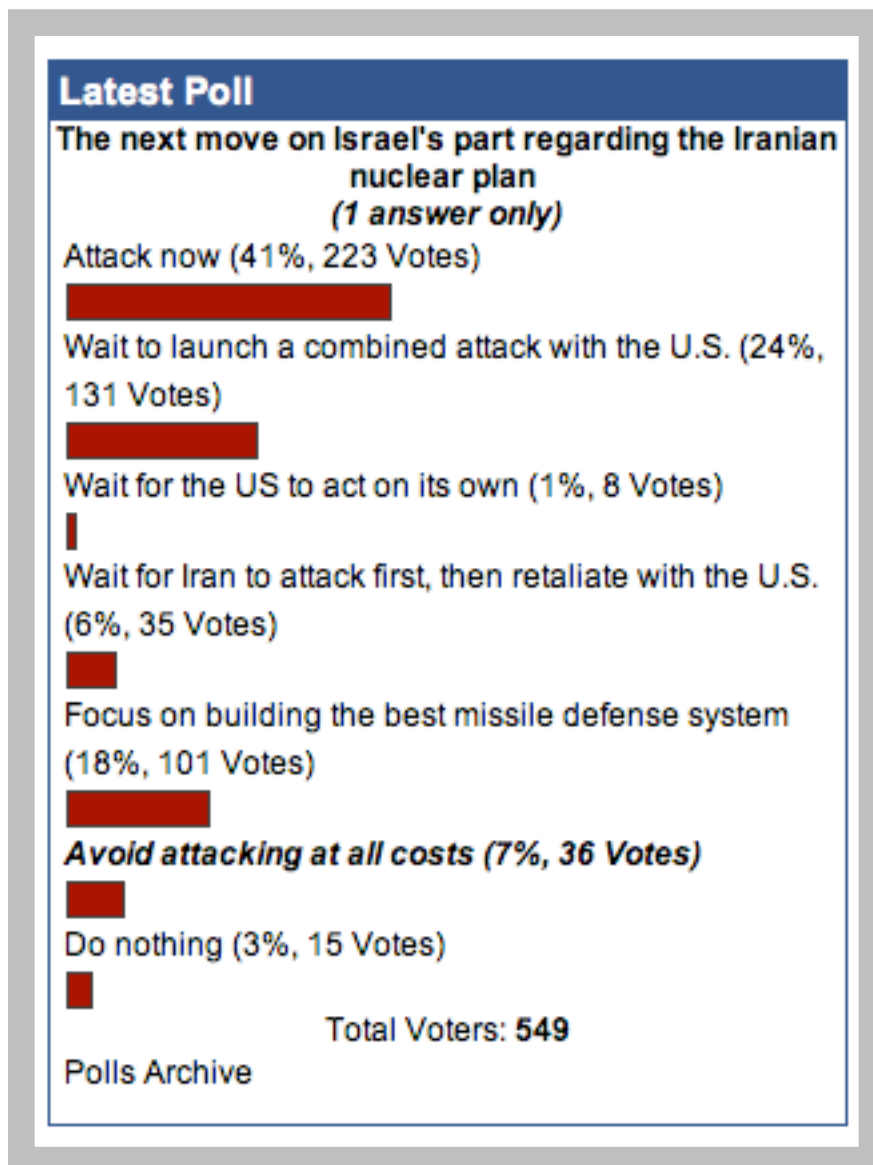 Latest Poll
The next move on Israel's part regarding the Iranian
nuclear plan
(1 answer only)
Attack now (41%, 223 Votes)
Wait to launch a combined attack with the U.S. (24%,
131 Votes)
Wait for the US to act on its own (1%, 8 Votes)
Wait for Iran to attack first, then retaliate with the U.S.
(6%, 35 Votes)
Focus on building the best missile defense system
(18%, 101 Votes)
Avoid attacking at all costs (7%, 36 Votes)
Do nothing (3%, 15 Votes)
Total Voters: 549
Polls Archive